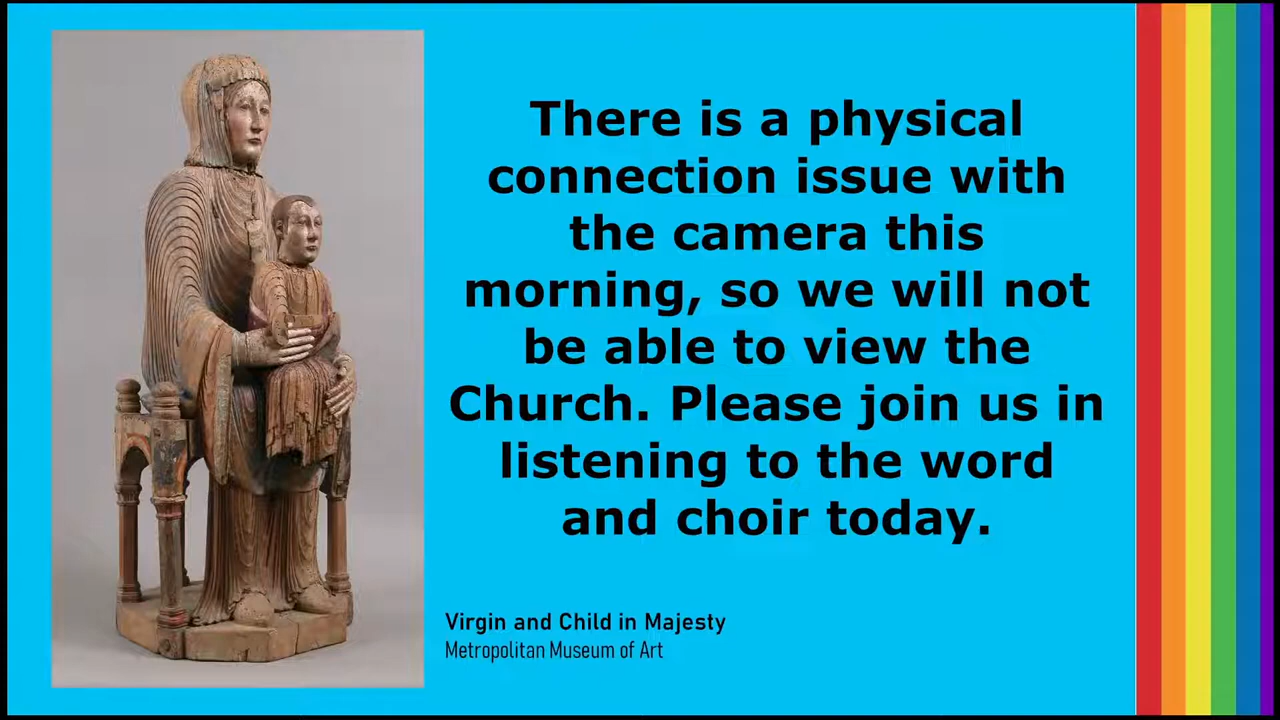 There is a physical
connection issue with
the camera this
morning, so we will not
be able to view the
Church. Please join us in
listening to the word
and choir today.
Virgin and Child in Majesty
Metropolitan Museum of Art